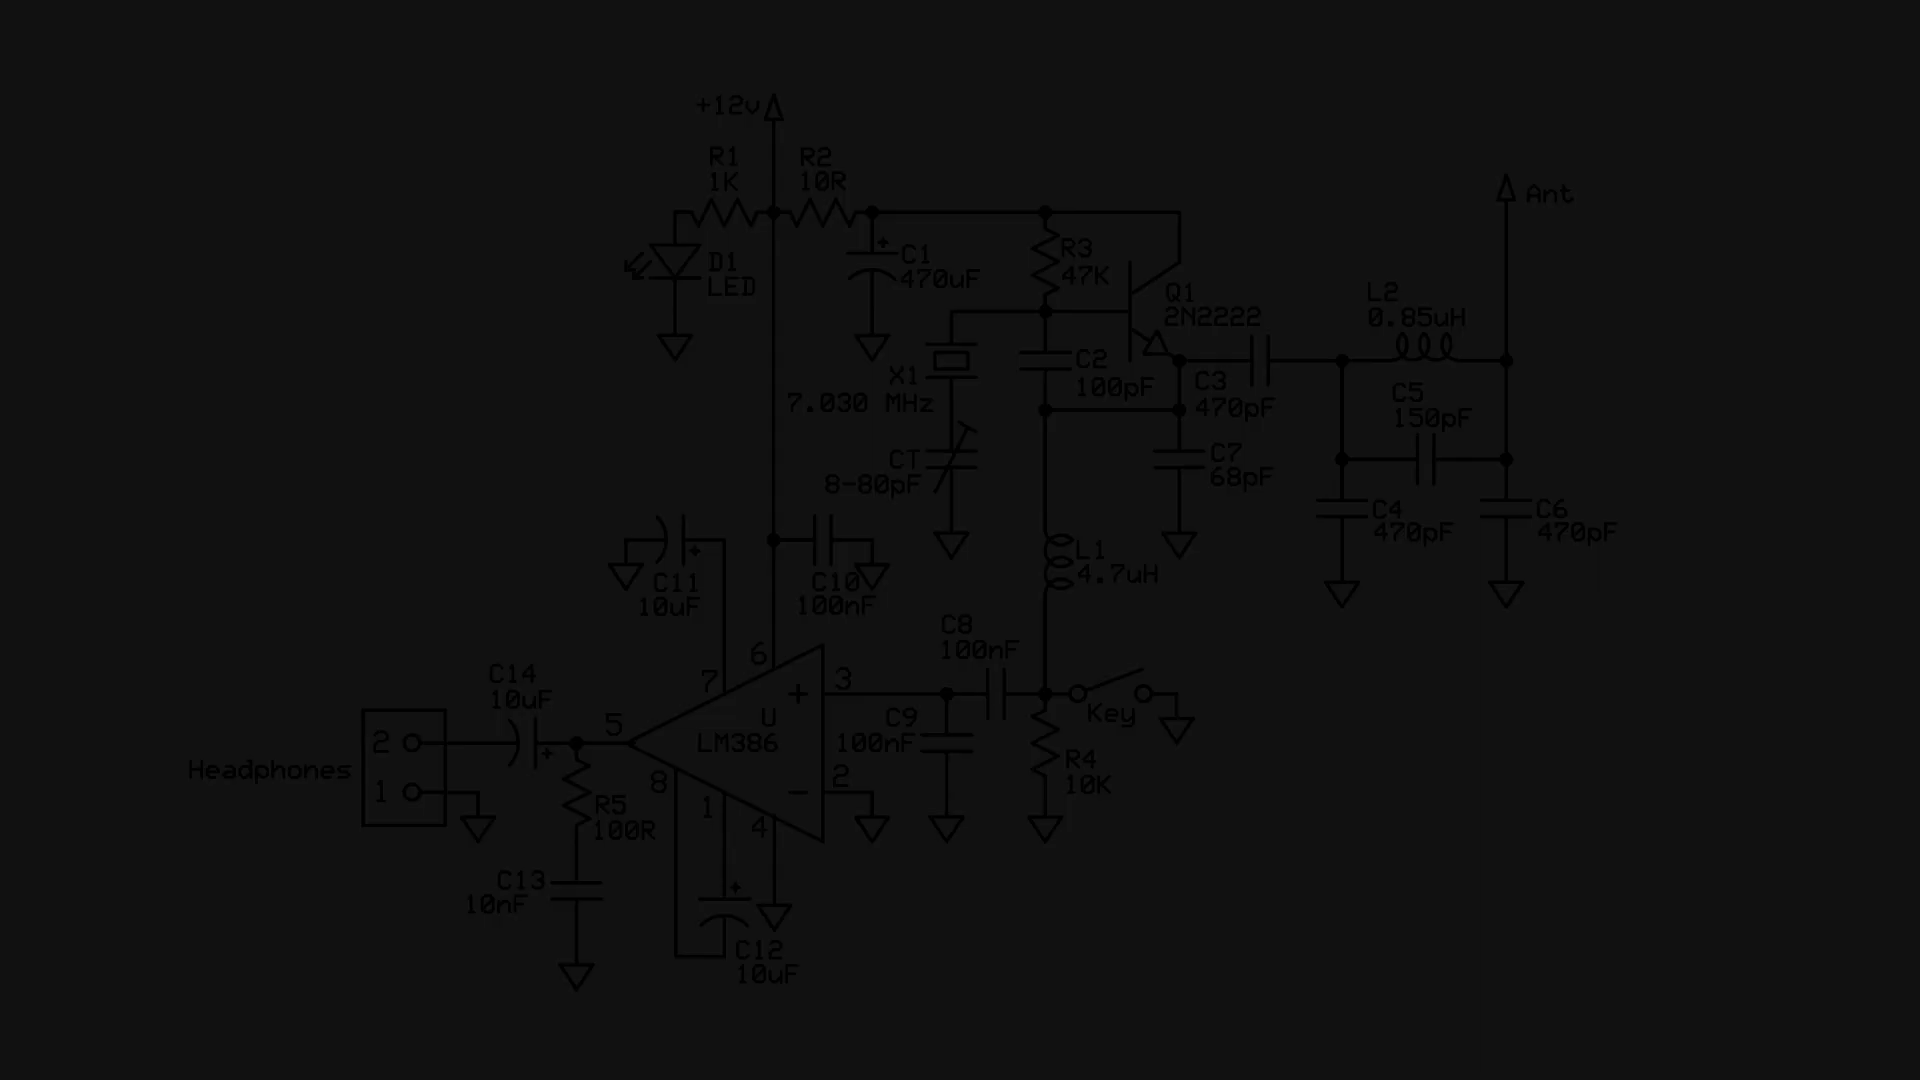 +12v
R1
1K
R2
10R
Ant
D1
LED
C1
470uF
R3
47K
Q1
2N2222
L2
0.85uH
X1
7.030 MHz
C2
100pF
C3
470pF
C5
150pF
CT
8-80pF
C7
68pF
C4
470pF
C6
470pF
C11
10uF
C10
100nF
L1
4.7uH
C8
100nF
C14
10uF
6
7
3
5
+
U
LM386
C9
100nF
Key
Headphones
2
1
8
1
4
-
2
R4
10K
R5
100R
C13
10nF
C12
10uF